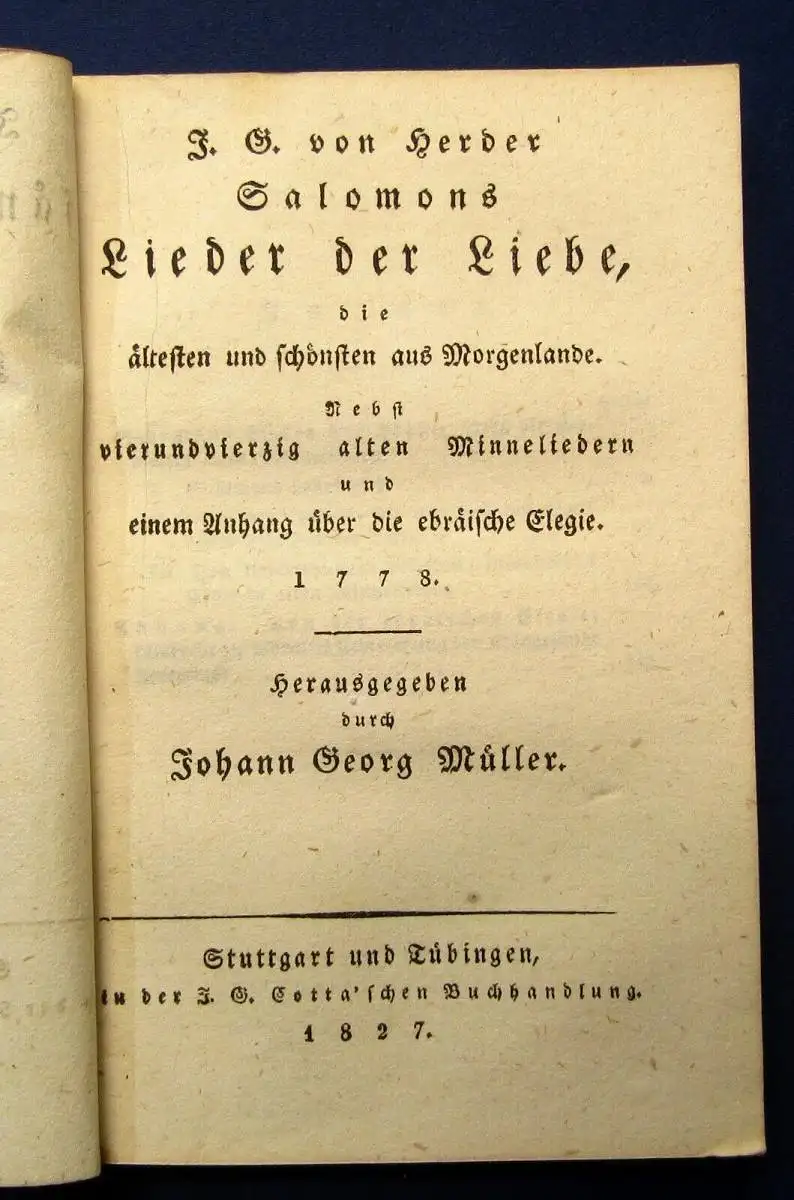 J. G. von Herder
Salomons
Lieder der Liebe,
die
ältesten und schönsten aus Morgenlande.
Nebst
vierundvierzig alten Minneliedern
und
einem Anhang über die ebräische Elegie.
1778.
Herausgegeben
durch
Johann Georg Müller.
Stuttgart und Tübingen,
in der J. G. Cotta'schen Buchhandlung.
1827.